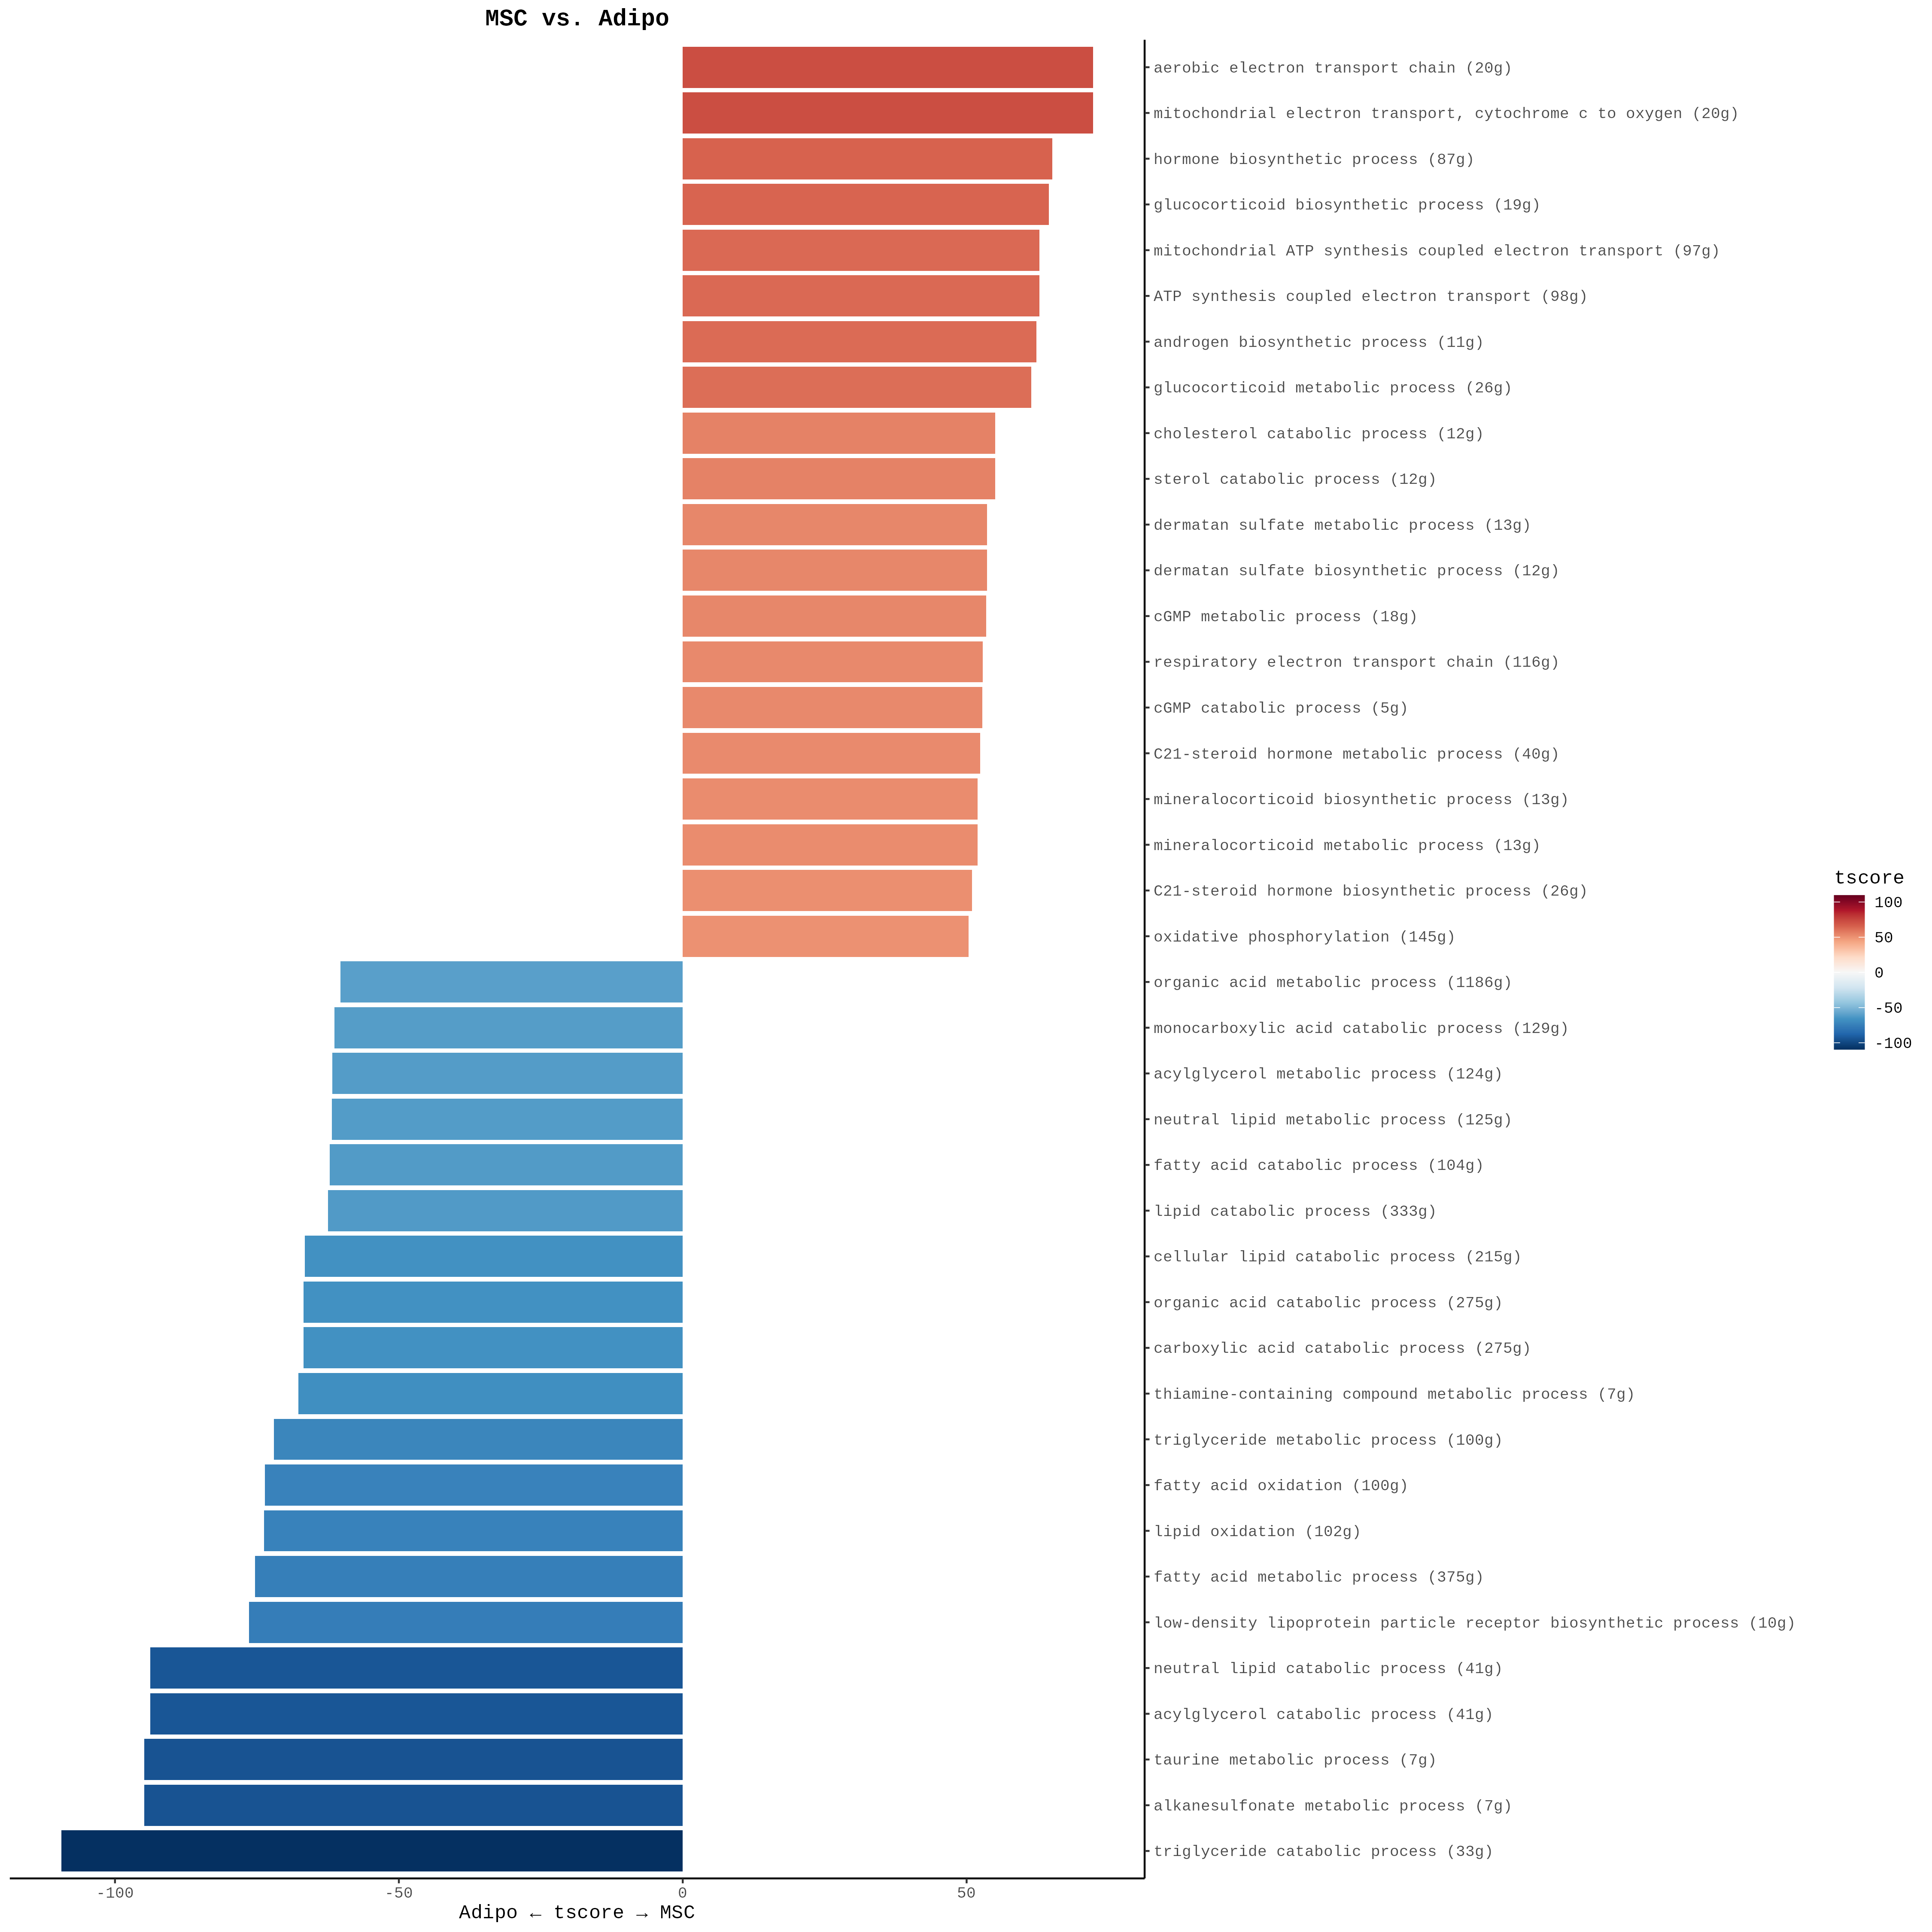 MSC vs. Adipo
aerobic electron transport chain (20g)
mitochondrial electron transport, cytochrome c to oxygen (20g)
hormone biosynthetic process (87g)
glucocorticoid biosynthetic process (19g)
mitochondrial ATP synthesis coupled electron transport (97g)
ATP synthesis coupled electron transport (98g)
androgen biosynthetic process (11g)
glucocorticoid metabolic process (26g)
cholesterol catabolic process (12g)
sterol catabolic process (12g)
dermatan sulfate metabolic process (13g)
dermatan sulfate biosynthetic process (12g)
cGMP metabolic process (18g)
respiratory electron transport chain (116g)
cGMP catabolic process (5g)
C21-steroid hormone metabolic process (40g)
mineralocorticoid biosynthetic process (13g)
mineralocorticoid metabolic process (13g)
C21-steroid hormone biosynthetic process (26g)
oxidative phosphorylation (145g)
organic acid metabolic process (1186g)
monocarboxylic acid catabolic process (129g)
acylglycerol metabolic process (124g)
neutral lipid metabolic process (125g)
fatty acid catabolic process (104g)
lipid catabolic process (333g)
cellular lipid catabolic process (215g)
organic acid catabolic process (275g)
carboxylic acid catabolic process (275g)
thiamine-containing compound metabolic process (7g)
triglyceride metabolic process (100g)
fatty acid oxidation (100g)
lipid oxidation (102g)
fatty acid metabolic process (375g)
low-density lipoprotein particle receptor biosynthetic process (10g)
neutral lipid catabolic process (41g)
acylglycerol catabolic process (41g)
taurine metabolic process (7g)
alkanesulfonate metabolic process (7g)
triglyceride catabolic process (33g)
-100 -50 0 50
Adipo ← tscore → MSC
tscore
100
50
0
-50
-100